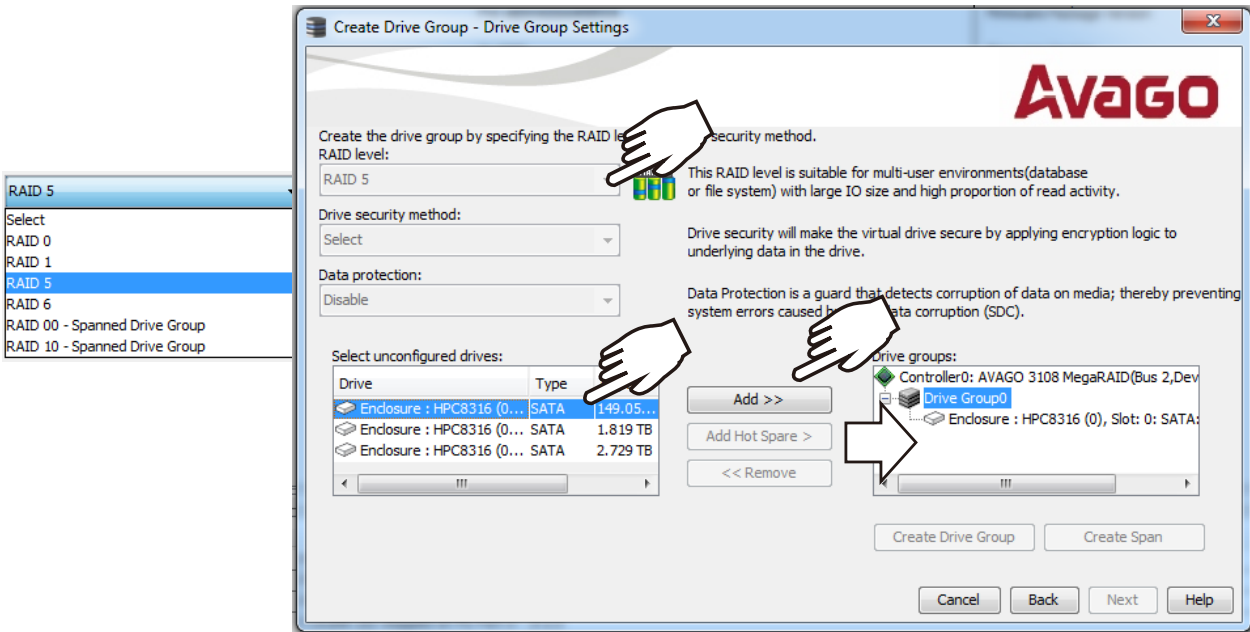 Create Drive Group - Drive Group Settings
AVAGO
Create the drive group by specifying the RAID le security method.
RAID level:
RAID 5
This RAID level is suitable for multi-user environments(database
or file system) with large IO size and high proportion of read activity.
Drive security method:
Select
Drive security will make the virtual drive secure by applying encryption logic to
underlying data in the drive.
Data protection:
Disable
Data Protection is a guard that detects corruption of data on media; thereby preventing
system errors caused ata corruption (SDC).
RAID 5
Select
RAID 0
RAID 1
RAID 5
RAID 6
RAID 00 - Spanned Drive Group
RAID 10 - Spanned Drive Group
Select unconfigured drives:
Drive Type
Enclosure : HPC8316 (0... SATA 149.05...
Enclosure : HPC8316 (0... SATA 1.819 TB
Enclosure : HPC8316 (0... SATA 2.729 TB
Add >>
Add Hot Spare >
<< Remove
Drive groups:
Controller0: AVAGO 3108 MegaRAID(Bus 2,Dev
Drive Group0
Enclosure : HPC8316 (0), Slot: 0: SATA:
Create Drive Group
Create Span
Cancel
Back
Next
Help